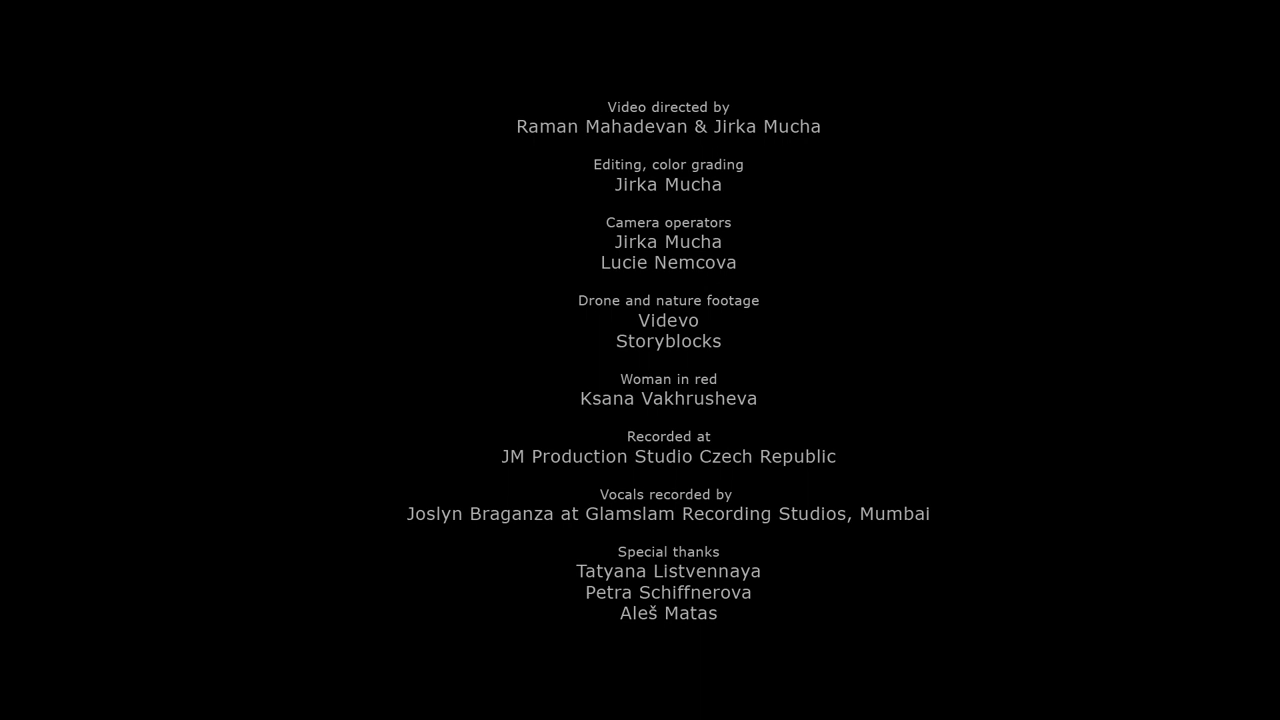 Video directed by
Raman Mahadevan & Jirka Mucha
Editing, color grading
Jirka Mucha
Camera operators
Jirka Mucha
Lucie Nemcova
Drone and nature footage
Videvo
Storyblocks
Woman in red
Ksana Vakhrusheva
Recorded at
JM Production Studio Czech Republic
Vocals recorded by
Joslyn Braganza at Glamslam Recording Studios, Mumbai
Special thanks
Tatyana Listvennaya
Petra Schiffnerova
Aleš Matas